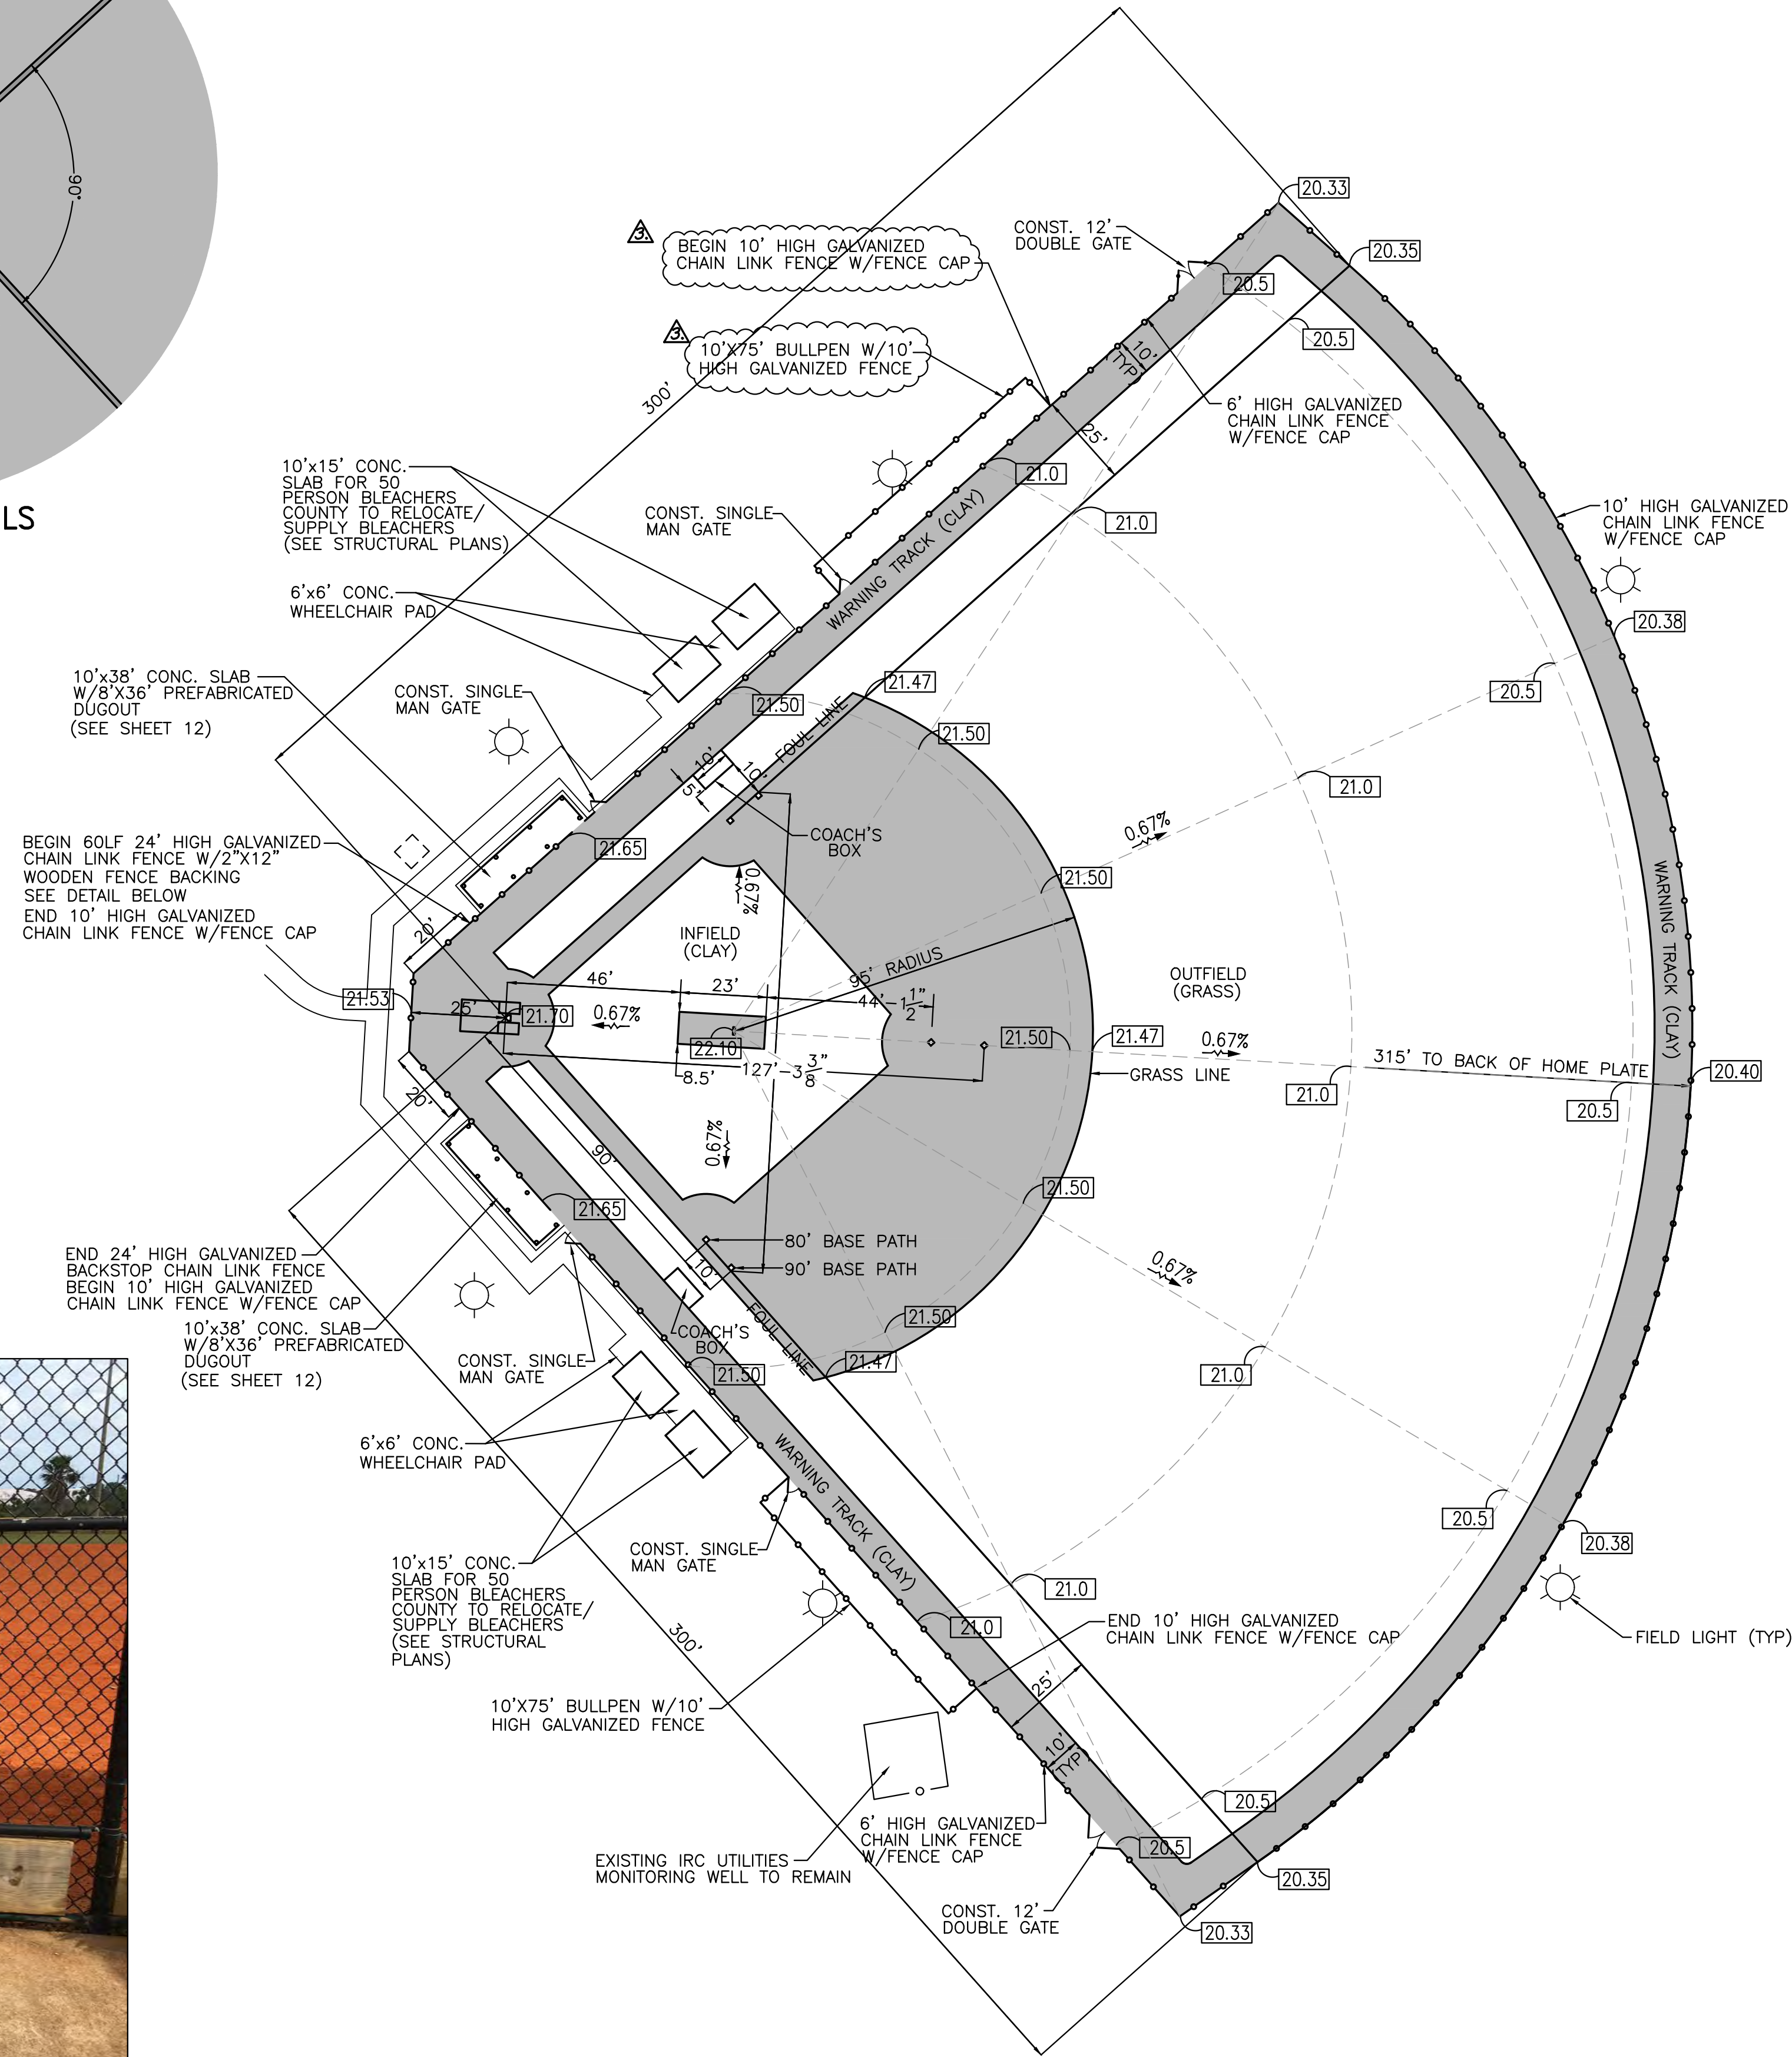 90°
LS
3.
BEGIN 10' HIGH GALVANIZED
CHAIN LINK FENCE W/FENCE CAP
3.
10'X75' BULLPEN W/10'
HIGH GALVANIZED FENCE
CONST. 12'
DOUBLE GATE
20.33
20.35
20.5
20.5
10'
(TYP)
6' HIGH GALVANIZED
CHAIN LINK FENCE
W/FENCE CAP
25'
300'
10'x15' CONC.
SLAB FOR 50
PERSON BLEACHERS
COUNTY TO RELOCATE/
SUPPLY BLEACHERS
(SEE STRUCTURAL PLANS)
CONST. SINGLE
MAN GATE
21.0
21.0
WARNING TRACK (CLAY)
10' HIGH GALVANIZED
CHAIN LINK FENCE
W/FENCE CAP
6'x6' CONC.
WHEELCHAIR PAD
20.38
20.5
10'x38' CONC. SLAB
W/8'X36' PREFABRICATED
DUGOUT
(SEE SHEET 12)
CONST. SINGLE
MAN GATE
21.47
21.50
FOUL LINE
21.50
10'
10'
5'
21.0
COACH'S
BOX
0.67%
BEGIN 60LF 24' HIGH GALVANIZED
CHAIN LINK FENCE W/2"X12"
WOODEN FENCE BACKING
SEE DETAIL BELOW
END 10' HIGH GALVANIZED
CHAIN LINK FENCE W/FENCE CAP
21.65
21.50
0.67%
20'
INFIELD
(CLAY)
95' RADIUS
OUTFIELD
(GRASS)
WARNING TRACK (CLAY)
46'
23'
44'-1 1/2"
21.53
25'
21.70
0.67%
22.10
21.50
21.47
0.67%
315' TO BACK OF HOME PLATE
20.40
8.5'
127'-3 3/8"
GRASS LINE
21.0
20.5
20'
90'
0.67%
21.50
21.65
80' BASE PATH
90' BASE PATH
0.67%
10'
END 24' HIGH GALVANIZED
BACKSTOP CHAIN LINK FENCE
BEGIN 10' HIGH GALVANIZED
CHAIN LINK FENCE W/FENCE CAP
10'x38' CONC. SLAB
W/8'X36' PREFABRICATED
DUGOUT
(SEE SHEET 12)
21.50
COACH'S
BOX
FOUL LINE
21.47
CONST. SINGLE
MAN GATE
21.50
21.0
6'x6' CONC.
WHEELCHAIR PAD
WARNING TRACK (CLAY)
20.5
20.38
10'x15' CONC.
SLAB FOR 50
PERSON BLEACHERS
COUNTY TO RELOCATE/
SUPPLY BLEACHERS
(SEE STRUCTURAL
PLANS)
CONST. SINGLE
MAN GATE
21.0
21.0
END 10' HIGH GALVANIZED
CHAIN LINK FENCE W/FENCE CAP
FIELD LIGHT (TYP)
300'
25'
10'X75' BULLPEN W/10'
HIGH GALVANIZED FENCE
10'
(TYP)
20.5
6' HIGH GALVANIZED
CHAIN LINK FENCE
W/FENCE CAP
20.5
EXISTING IRC UTILITIES
MONITORING WELL TO REMAIN
20.35
CONST. 12'
DOUBLE GATE
20.33